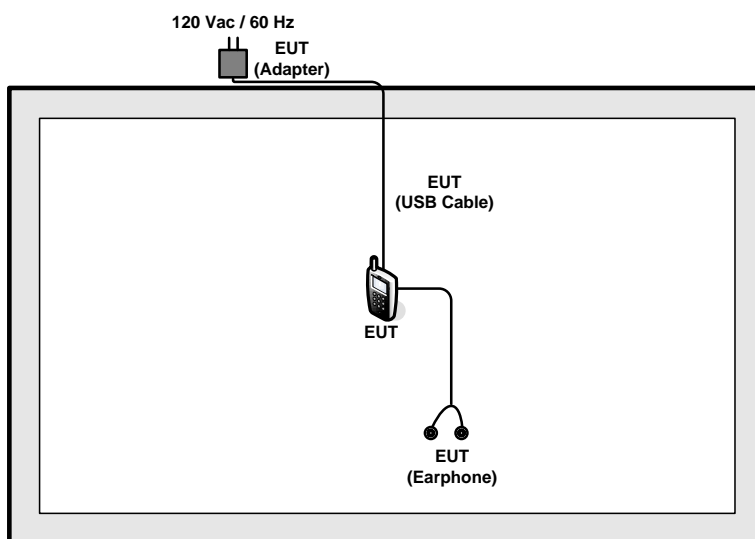 120 Vac / 60 Hz
EUT
(Adapter)
EUT
(USB Cable)
EUT
EUT
(Earphone)